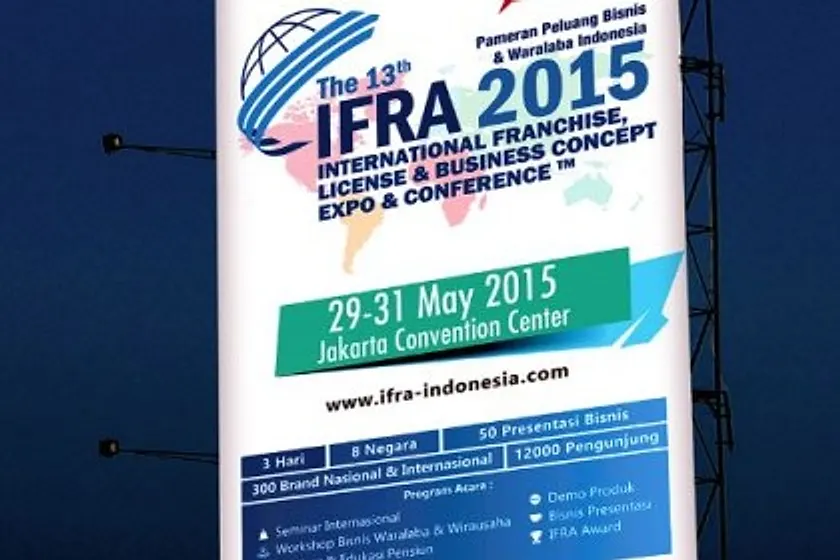 Pameran Peluang Bisnis
& Waralaba Indonesia
The 13th
IFRA 2015
INTERNATIONAL FRANCHISE,
LICENSE & BUSINESS CONCEPT
EXPO & CONFERENCE ™
29-31 May 2015
Jakarta Convention Center
www.ifra-indonesia.com
3 Hari
8 Negara
50 Presentasi Bisnis
300 Brand Nasional & Internasional
12000 Pengunjung
Program Acara :
Seminar Internasional
Workshop Bisnis Waralaba & Wirausaha
& Edukasi Pensiun
Demo Produk
Bisnis Presentasi
IFRA Award